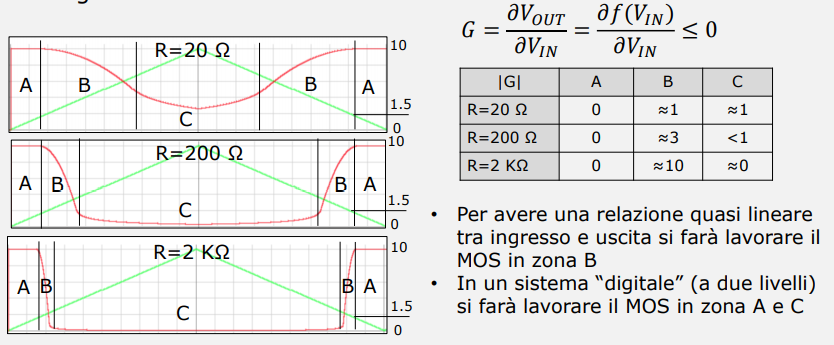 R=20 Ω
10
A
B
B
A
C
1.5
0
R=200 Ω
10
A
B
B
A
C
1.5
0
R=2 KΩ
10
A
B
B
A
C
1.5
0
G = ∂V_OUT / ∂V_IN = ∂f(V_IN) / ∂V_IN ≤ 0
|G| A B C
R=20 Ω 0 ≈1 ≈1
R=200 Ω 0 ≈3 <1
R=2 KΩ 0 ≈10 ≈0
• Per avere una relazione quasi lineare
tra ingresso e uscita si farà lavorare il
MOS in zona B
• In un sistema “digitale” (a due livelli)
si farà lavorare il MOS in zona A e C